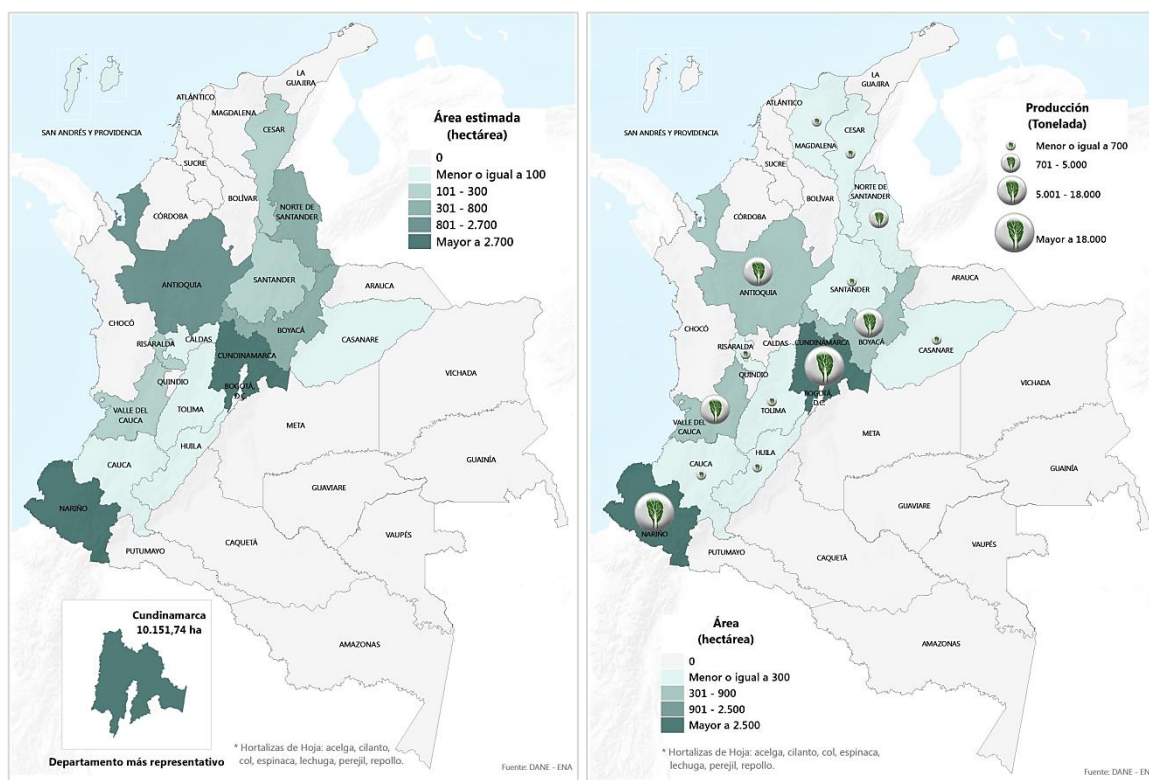 LA
GUAJIRA
ATLÁNTICO
MAGDALENA
CESAR
SAN ANDRÉS Y PROVIDENCIA
SUCRE
BOLÍVAR
NORTE DE
SANTANDER
CÓRDOBA
SANTANDER
ANTIOQUIA
ARAUCA
CHOCÓ
BOYACÁ
CASANARE
RISARALDA
CALDAS
CUNDINAMARCA
VICHADA
QUINDIO
BOGOTÁ,
D.C.
TOLIMA
VALLE DEL
CAUCA
META
HUILA
GUAINÍA
CAUCA
GUAVIARE
NARIÑO
VAUPÉS
CAQUETÁ
PUTUMAYO
AMAZONAS
Área estimada
(hectárea)
0
Menor o igual a 100
101 - 300
301 - 800
801 - 2.700
Mayor a 2.700
Cundinamarca
10.151,74 ha
Departamento más representativo
* Hortalizas de Hoja: acelga, cilanto,
col, espinaca, lechuga, perejil, repollo.
Fuente: DANE - ENA
LA
GUAJIRA
ATLÁNTICO
MAGDALENA
CESAR
SAN ANDRÉS Y PROVIDENCIA
SUCRE
BOLÍVAR
NORTE DE
SANTANDER
CÓRDOBA
SANTANDER
ANTIOQUIA
ARAUCA
CHOCÓ
BOYACÁ
CASANARE
RISARALDA
CALDAS
CUNDINAMARCA
VICHADA
QUINDIO
BOGOTÁ,
D.C.
TOLIMA
VALLE DEL
CAUCA
META
HUILA
GUAINÍA
CAUCA
GUAVIARE
NARIÑO
VAUPÉS
CAQUETÁ
PUTUMAYO
AMAZONAS
Producción
(Tonelada)
Menor o igual a 700
701 - 5.000
5.001 - 18.000
Mayor a 18.000
Área
(hectárea)
0
Menor o igual a 300
301 - 900
901 - 2.500
Mayor a 2.500
* Hortalizas de Hoja: acelga, cilanto, col, espinaca,
lechuga, perejil, repollo.
Fuente: DANE - EN